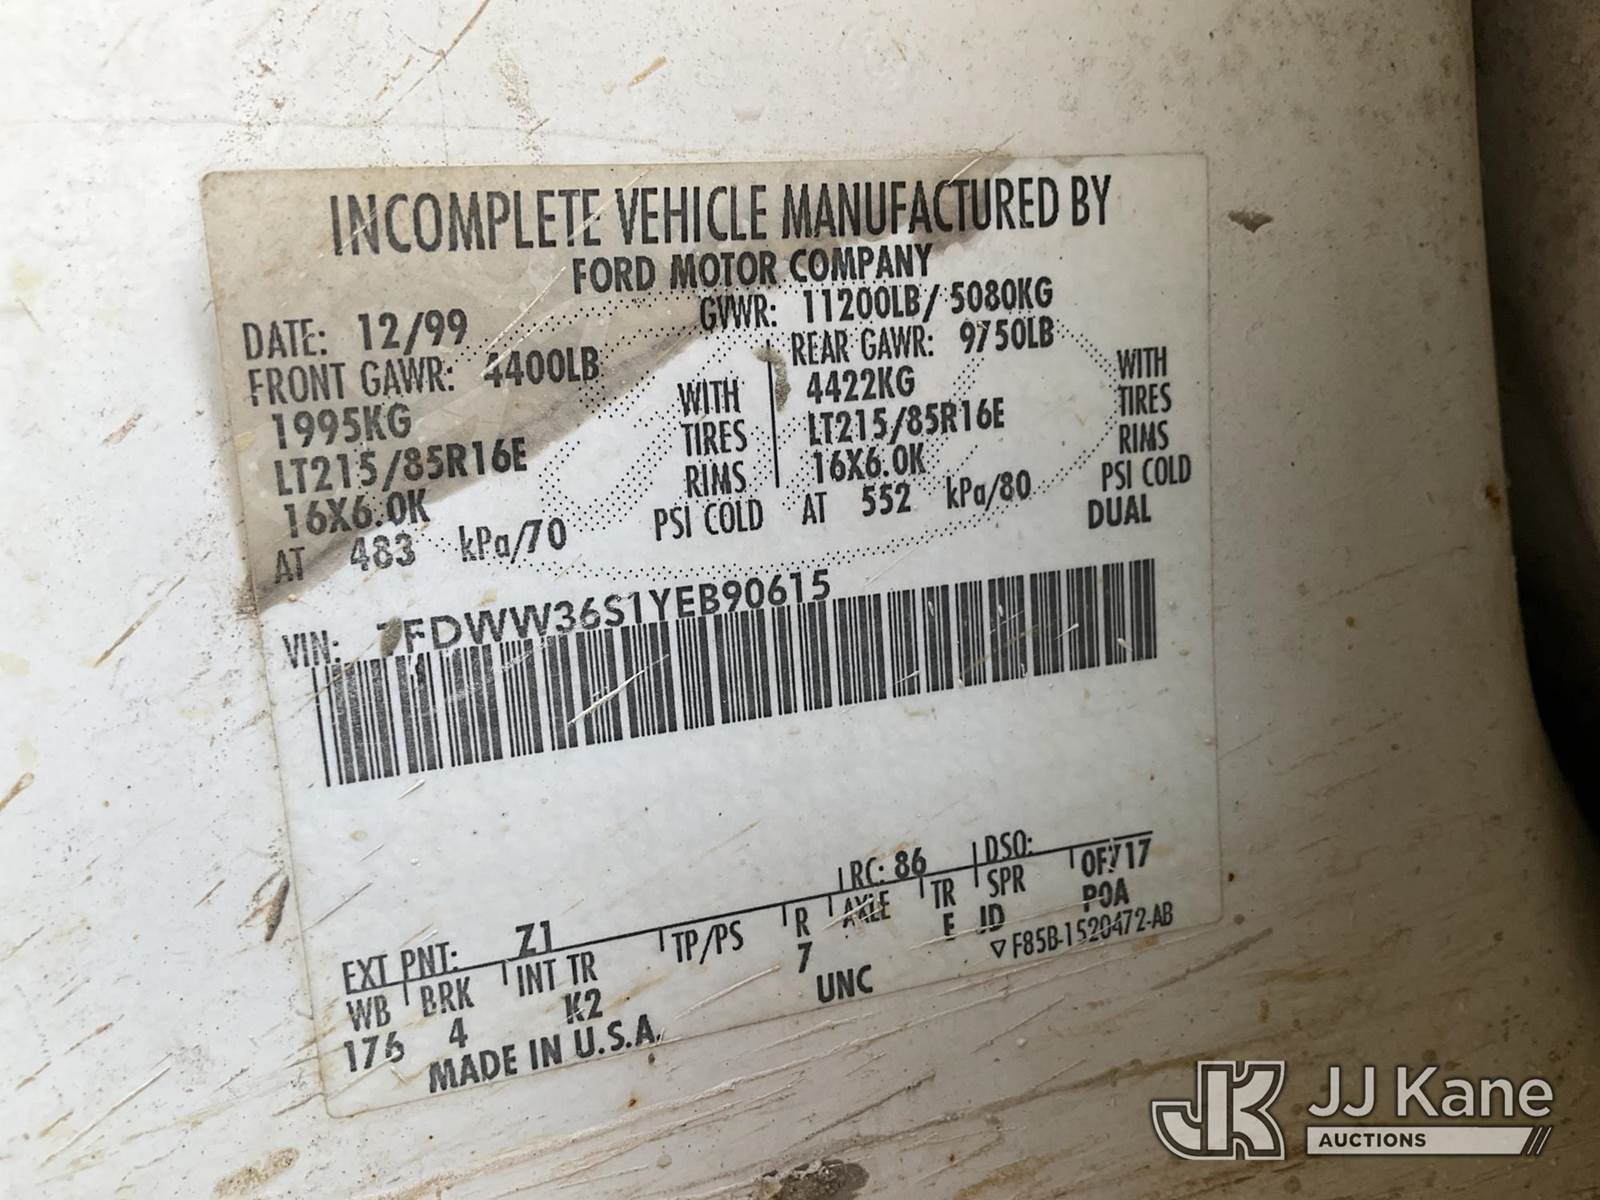 INCOMPLETE VEHICLE MANUFACTURED BY
FORD MOTOR COMPANY
DATE: 12/99 GVWR: 11200LB/ 5080KG
FRONT GAWR: 4400LB REAR GAWR: 9750LB
1995KG WITH 4422KG WITH
LT215/85R16E TIRES LT215/85R16E TIRES
16X6.0K RIMS 16X6.0K RIMS
AT 483 kPa/70 PSI COLD AT 552 kPa/80 PSI COLD
DUAL
VIN: 1FDWW36S1YEB90615
EXT PNT: Z1 RC: 86 DSO:
WB BRK INT TR TP/PS R AXLE TR SPR 0F717
176 4 K2 7 E JD P0A
MADE IN U.S.A. UNC ▽F85B-1520472-AB
JK JJ Kane
AUCTIONS